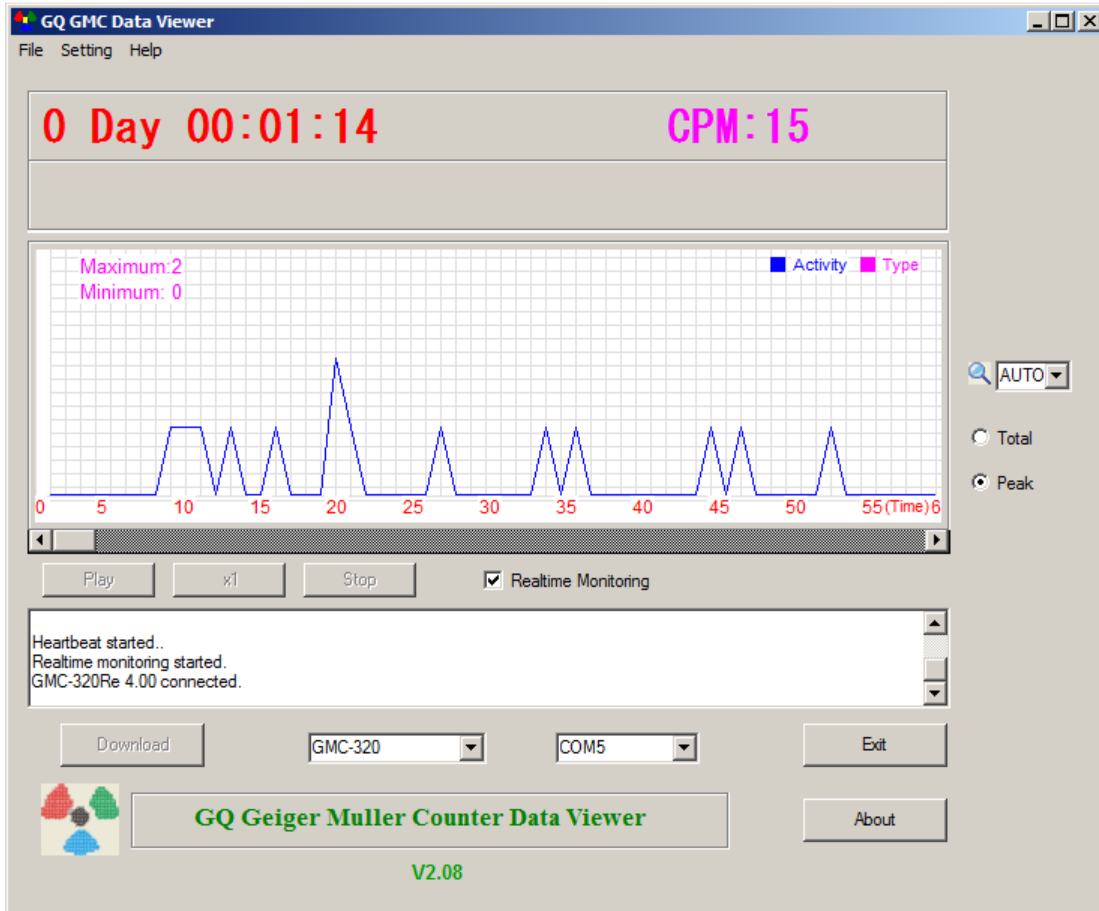 GQ GMC Data Viewer
File Setting Help
0 Day 00:01:14 CPM:15
Maximum:2
Minimum: 0
Activity Type
AUTO
Total
Peak
0 5 10 15 20 25 30 35 40 45 50 55 (Time) 6
Play x1 Stop Realtime Monitoring
Heartbeat started..
Realtime monitoring started.
GMC-320Re 4.00 connected.
Download GMC-320 COM5 Exit
GQ Geiger Muller Counter Data Viewer
About
V2.08